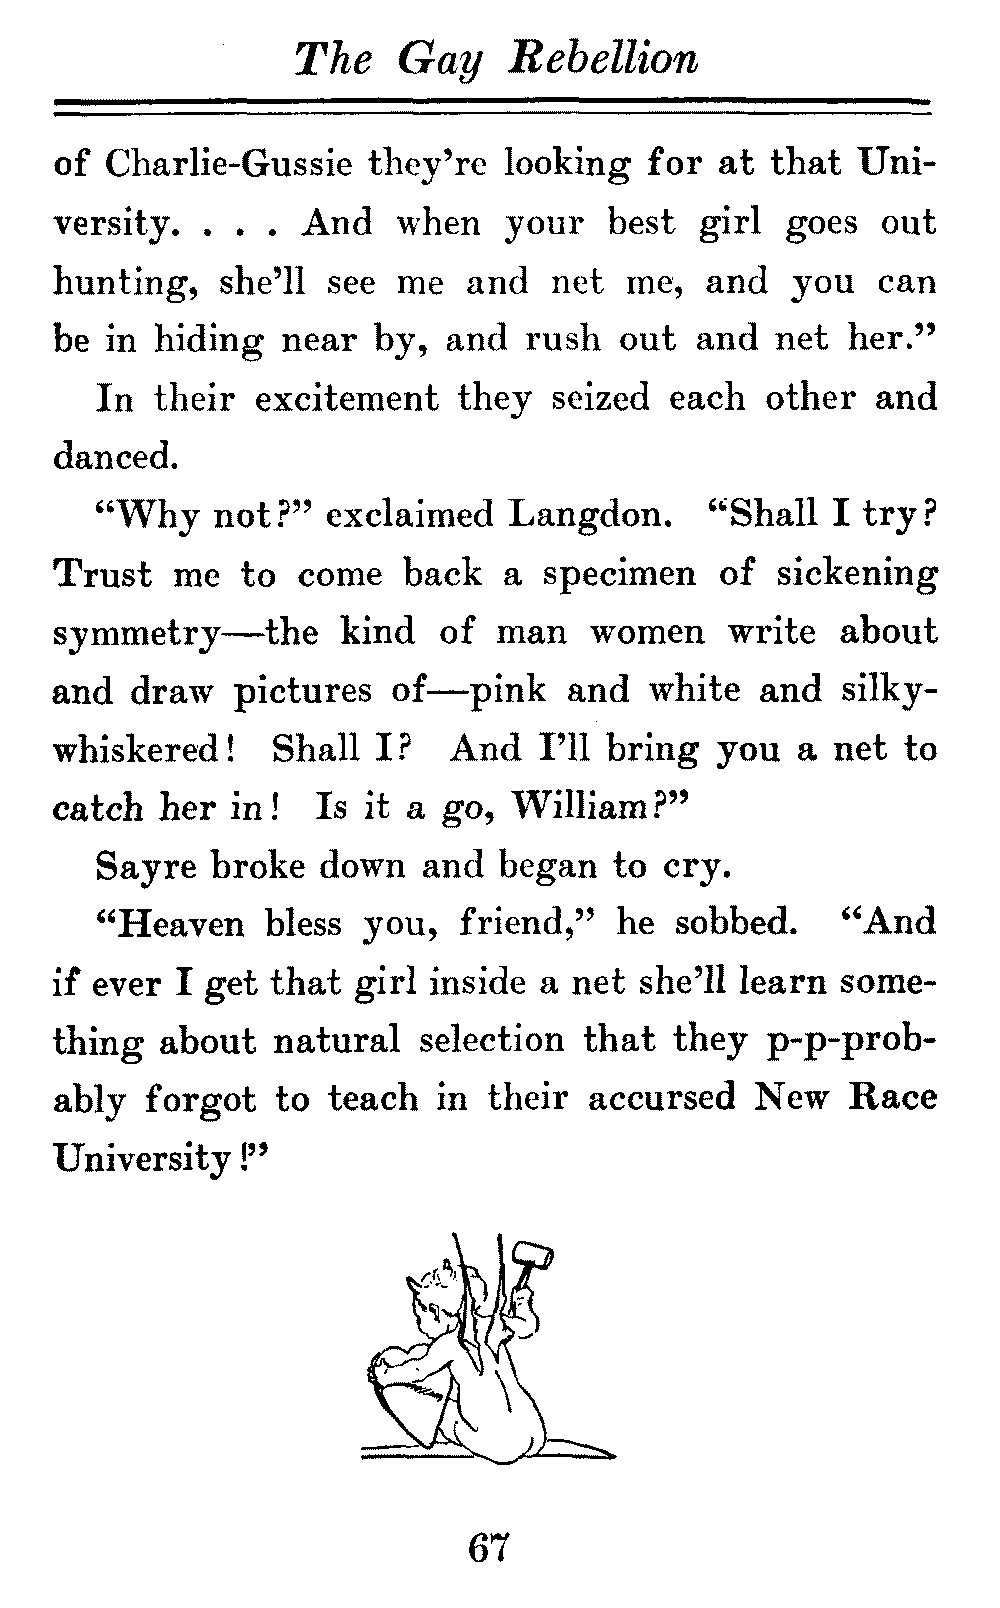 The Gay Rebellion
of Charlie-Gussie they're looking for at that Uni-
versity. . . . And when your best girl goes out
hunting, she'll see me and net me, and you can
be in hiding near by, and rush out and net her."
In their excitement they seized each other and
danced.
"Why not?" exclaimed Langdon. "Shall I try?
Trust me to come back a specimen of sickening
symmetry—the kind of man women write about
and draw pictures of—pink and white and silky-
whiskered! Shall I? And I'll bring you a net to
catch her in! Is it a go, William?"
Sayre broke down and began to cry.
"Heaven bless you, friend," he sobbed. "And
if ever I get that girl inside a net she'll learn some-
thing about natural selection that they p-p-prob-
ably forgot to teach in their accursed New Race
University!"
67